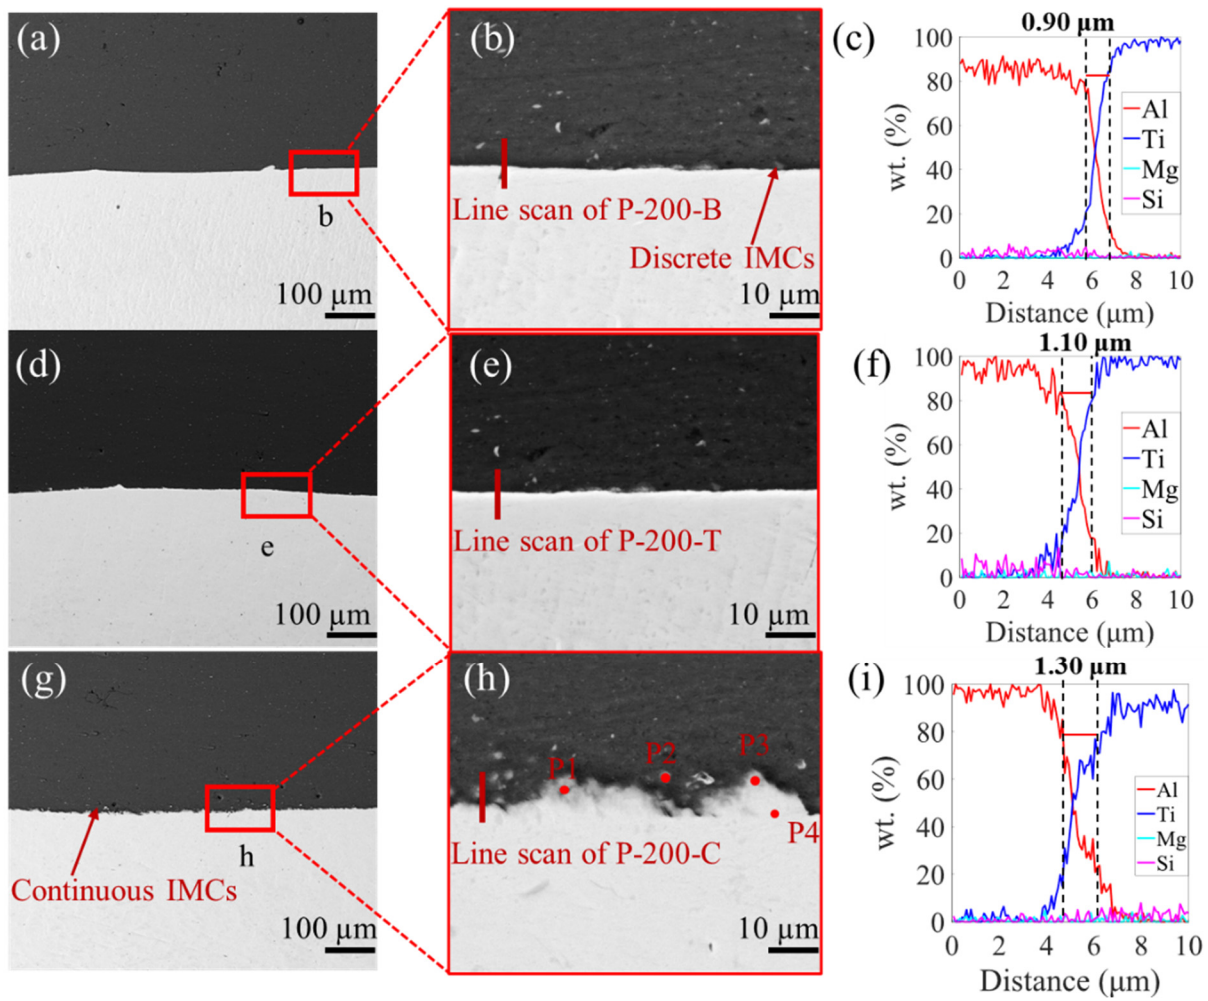 (a)
b
100 μm
(b)
Line scan of P-200-B
Discrete IMCs
10 μm
(c)
0.90 μm
100
80
60
40
20
0
wt. (%)
Al
Ti
Mg
Si
0 2 4 6 8 10
Distance (μm)
(d)
e
100 μm
(e)
Line scan of P-200-T
10 μm
(f)
1.10 μm
100
80
60
40
20
0
wt. (%)
Al
Ti
Mg
Si
0 2 4 6 8 10
Distance (μm)
(g)
h
Continuous IMCs
100 μm
(h)
P1
P2
P3
P4
Line scan of P-200-C
10 μm
(i)
1.30 μm
100
80
60
40
20
0
wt. (%)
Al
Ti
Mg
Si
0 2 4 6 8 10
Distance (μm)